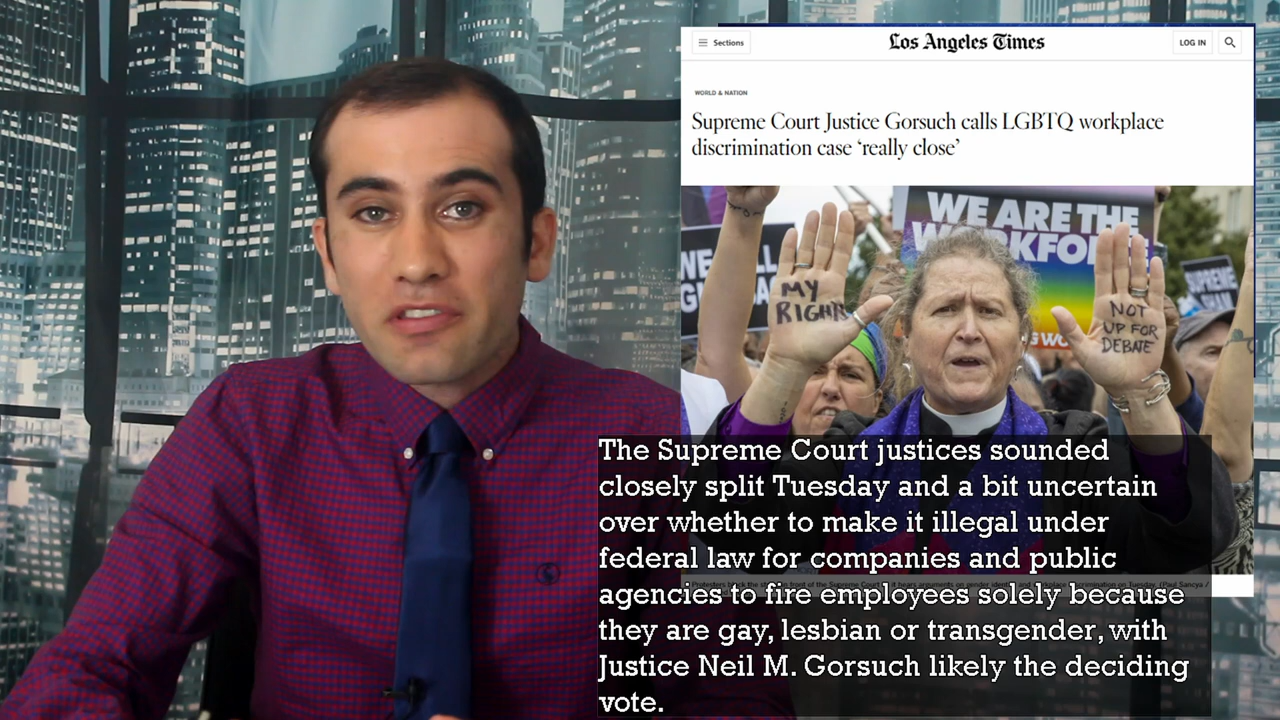 Sections
Los Angeles Times
LOG IN
WORLD & NATION
Supreme Court Justice Gorsuch calls LGBTQ workplace
discrimination case ‘really close’
WE ARE THE
MY
NOT
UP FOR
DEBATE
SUPREME
The Supreme Court justices sounded
closely split Tuesday and a bit uncertain
over whether to make it illegal under
federal law for companies and public
agencies to fire employees solely because
they are gay, lesbian or transgender, with
Justice Neil M. Gorsuch likely the deciding
vote.